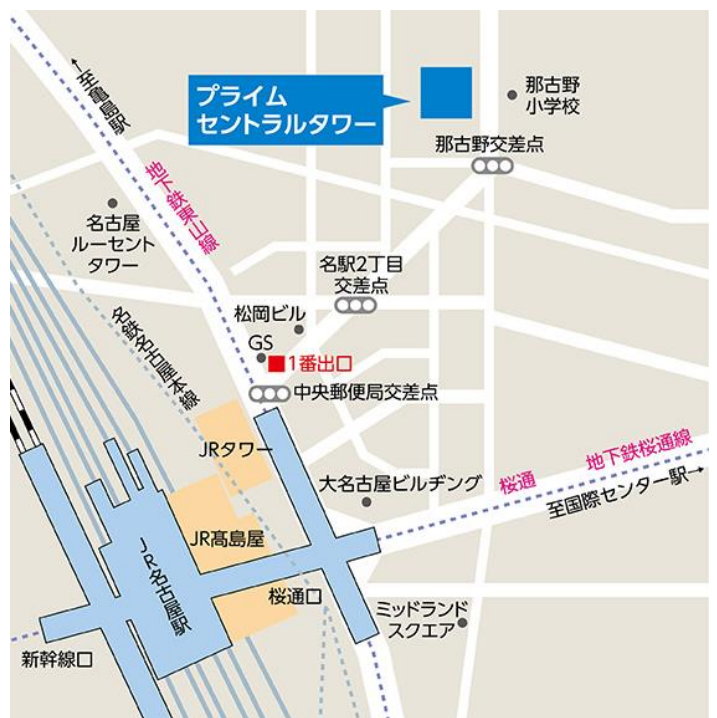 ←至亀島駅
プライム
セントラルタワー
那古野
小学校
那古野交差点
地下鉄東山線
名古屋
ルーセント
タワー
名駅2丁目
交差点
名鉄名古屋本線
松岡ビル
GS
1番出口
中央郵便局交差点
JRタワー
大名古屋ビルヂング
桜通
地下鉄桜通線
至国際センター駅→
JR髙島屋
JR名古屋駅
桜通口
ミッドランド
スクエア
新幹線口